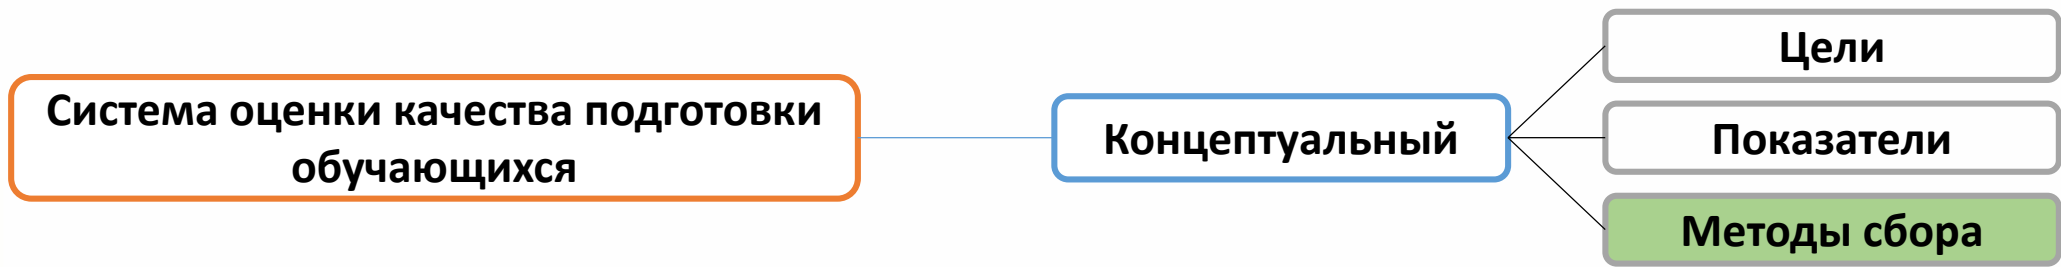 Система оценки качества подготовки
обучающихся
Концептуальный
Цели
Показатели
Методы сбора